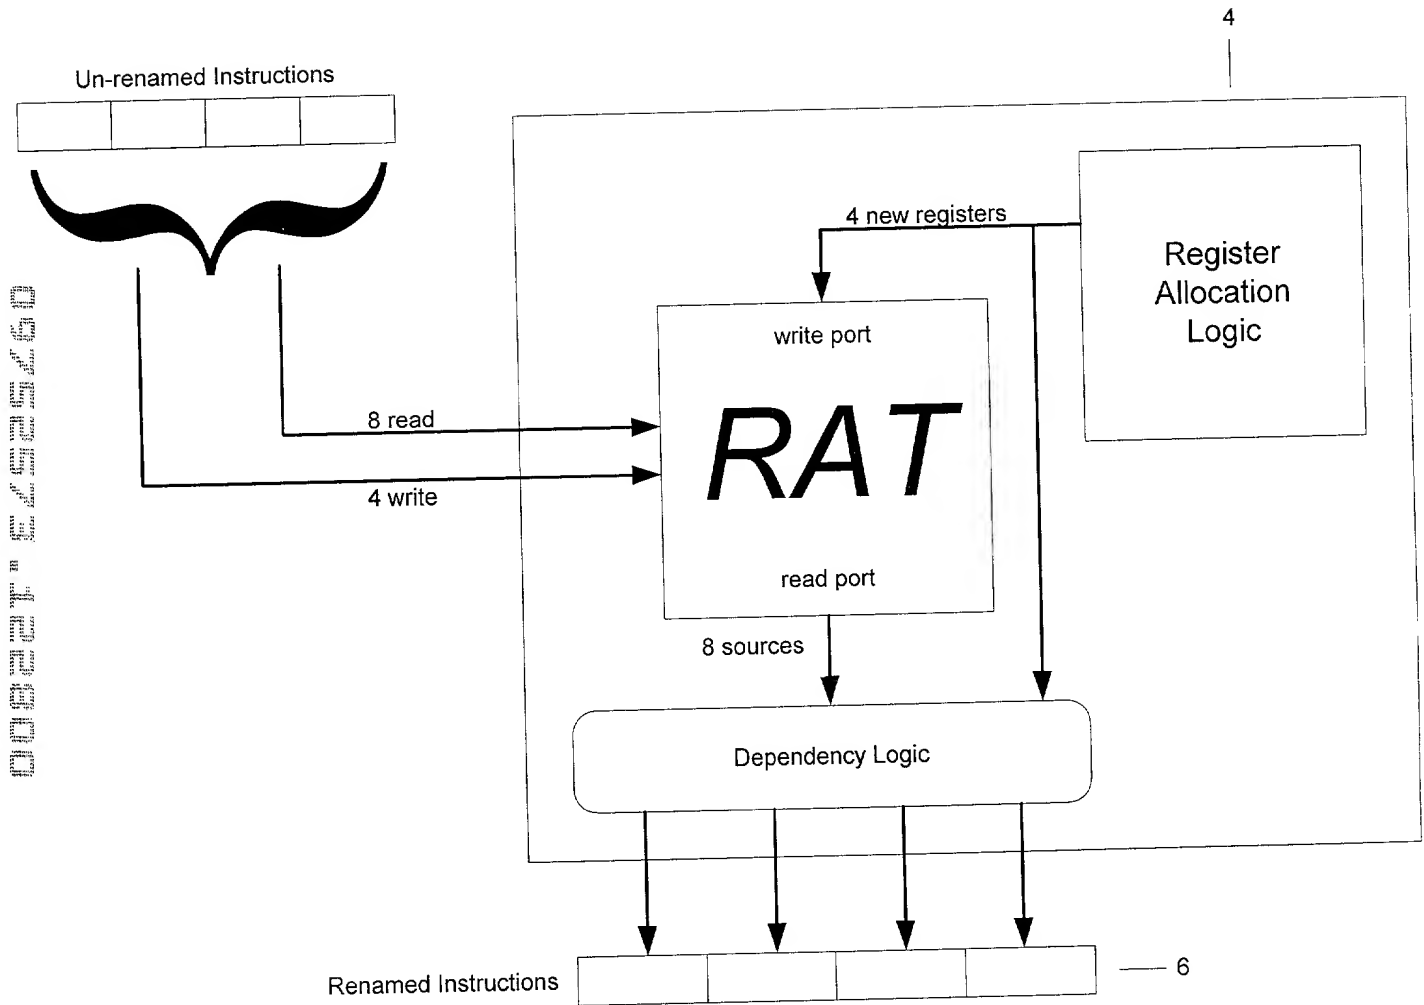 4
Un-renamed Instructions
4 new registers
Register
Allocation
Logic
write port
8 read
RAT
4 write
read port
8 sources
Dependency Logic
Renamed Instructions
6